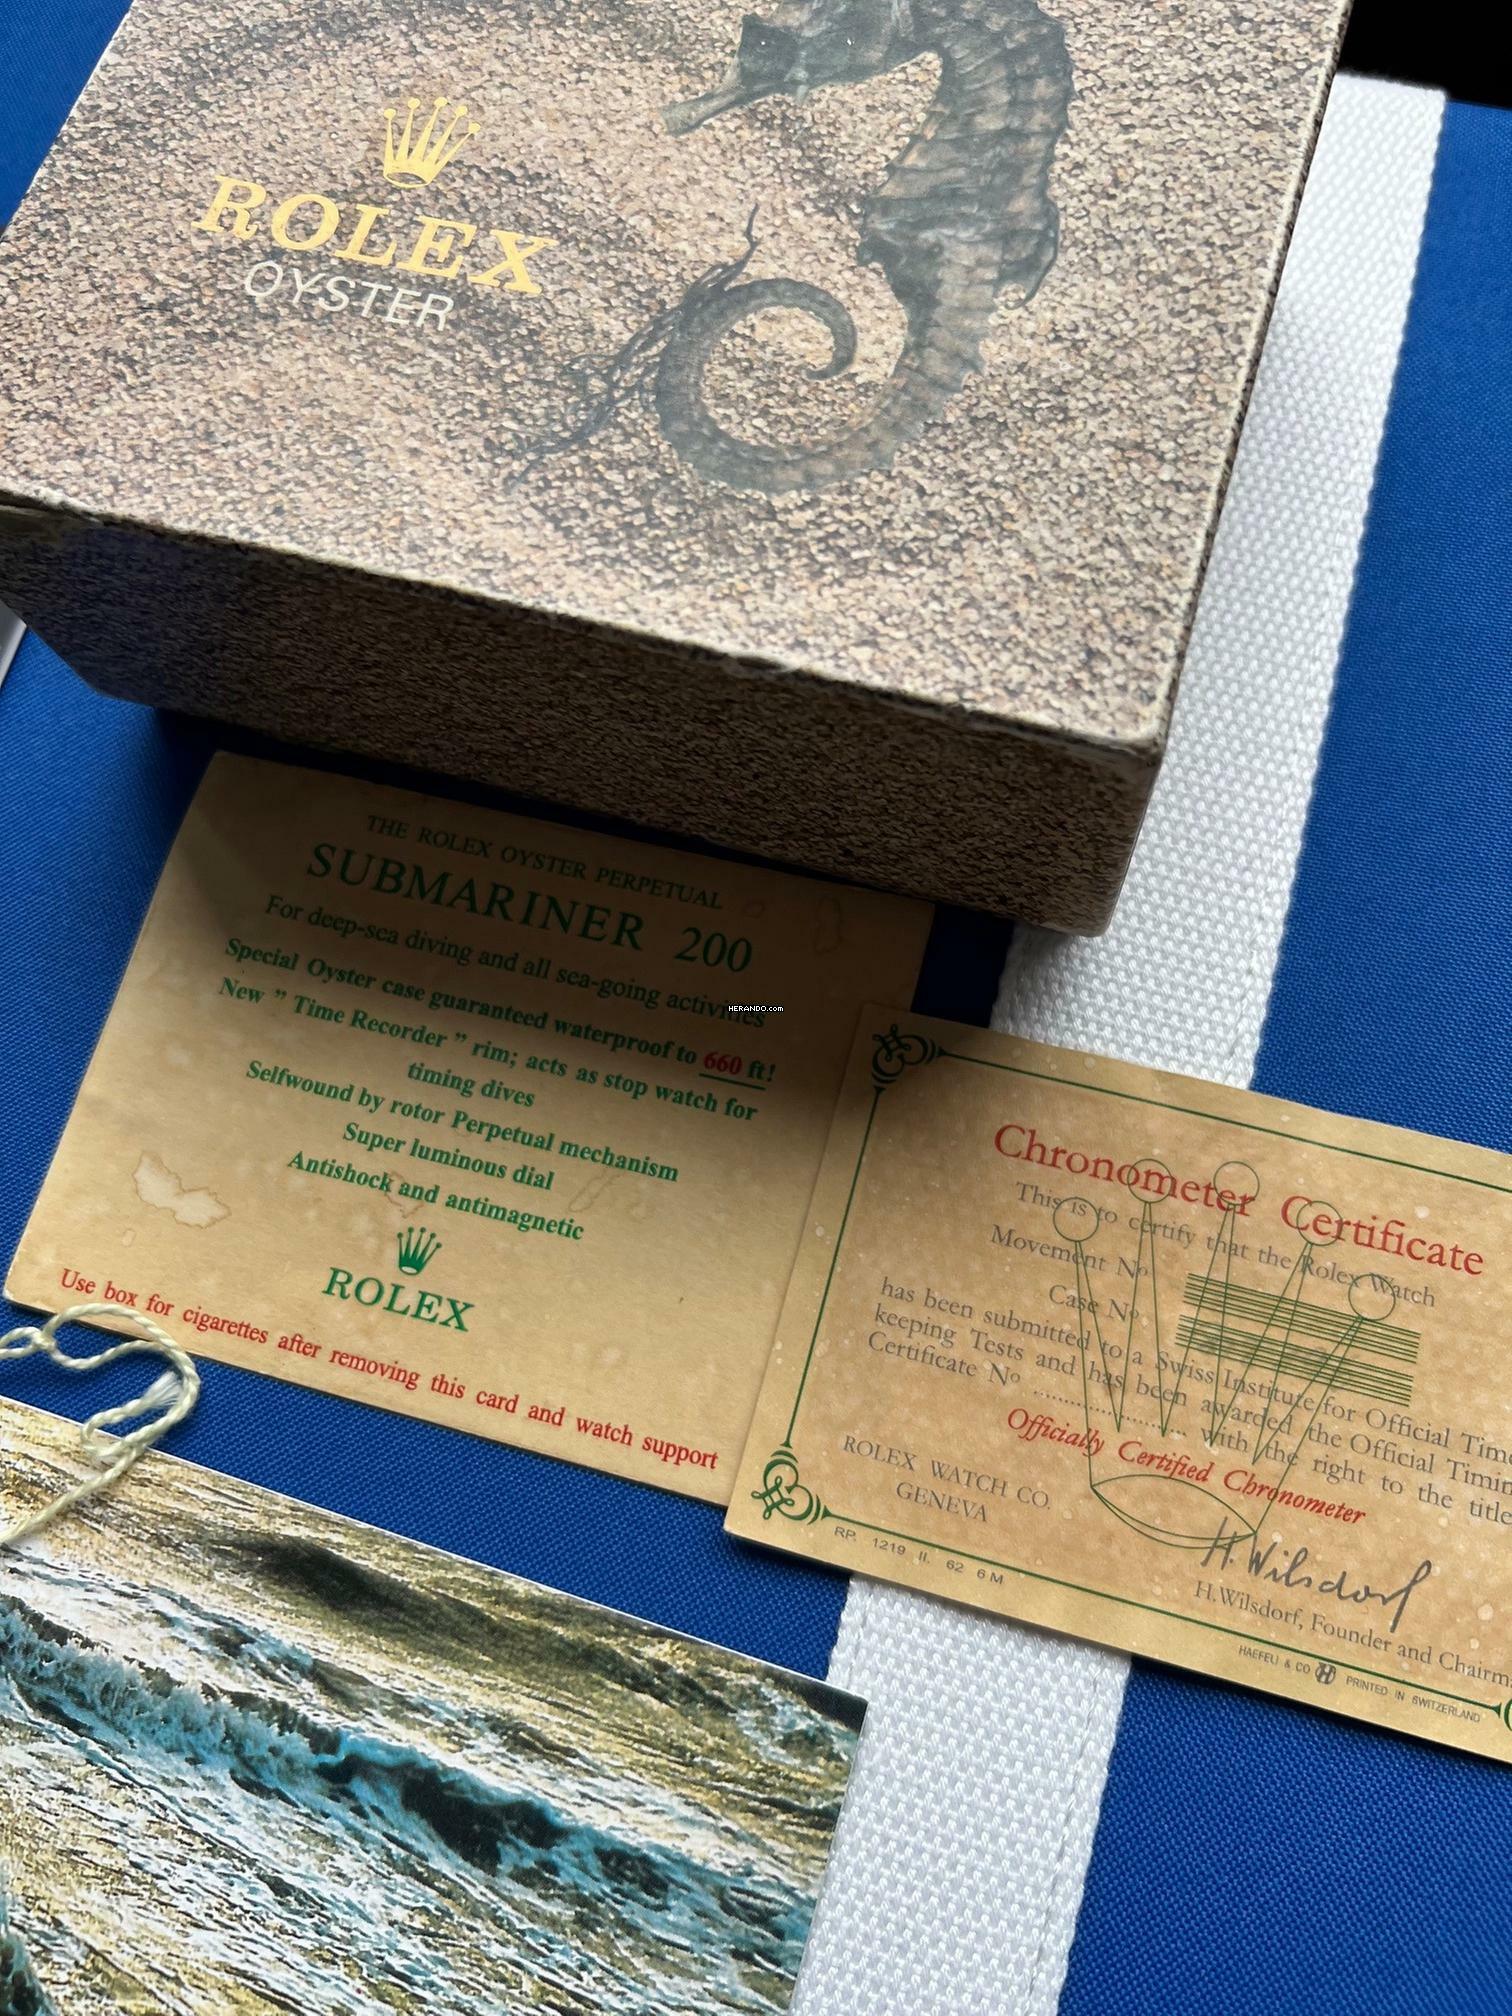 ROLEX
OYSTER
THE ROLEX OYSTER PERPETUAL
SUBMARINER 200
For deep-sea diving and all sea-going activities
Special Oyster case guaranteed waterproof to 660 ft!
New ” Time Recorder ” rim; acts as stop watch for
timing dives
Selfwound by rotor Perpetual mechanism
Super luminous dial
Antishock and antimagnetic
ROLEX
Use box for cigarettes after removing this card and watch support
HERANDO.com
Chronometer Certificate
This is to certify that the Rolex Watch
Movement Nº
Case Nº
has been submitted to a Swiss Institute for Official Time
keeping Tests and has been awarded the Official Timin
Certificate Nº .................... with the right to the title
Officially Certified Chronometer
ROLEX WATCH CO.
GENEVA
H. Wilsdorf
H.Wilsdorf, Founder and Chairm
RP. 1219 II. 62 6 M
HAEFELI & CO H PRINTED IN SWITZERLAND